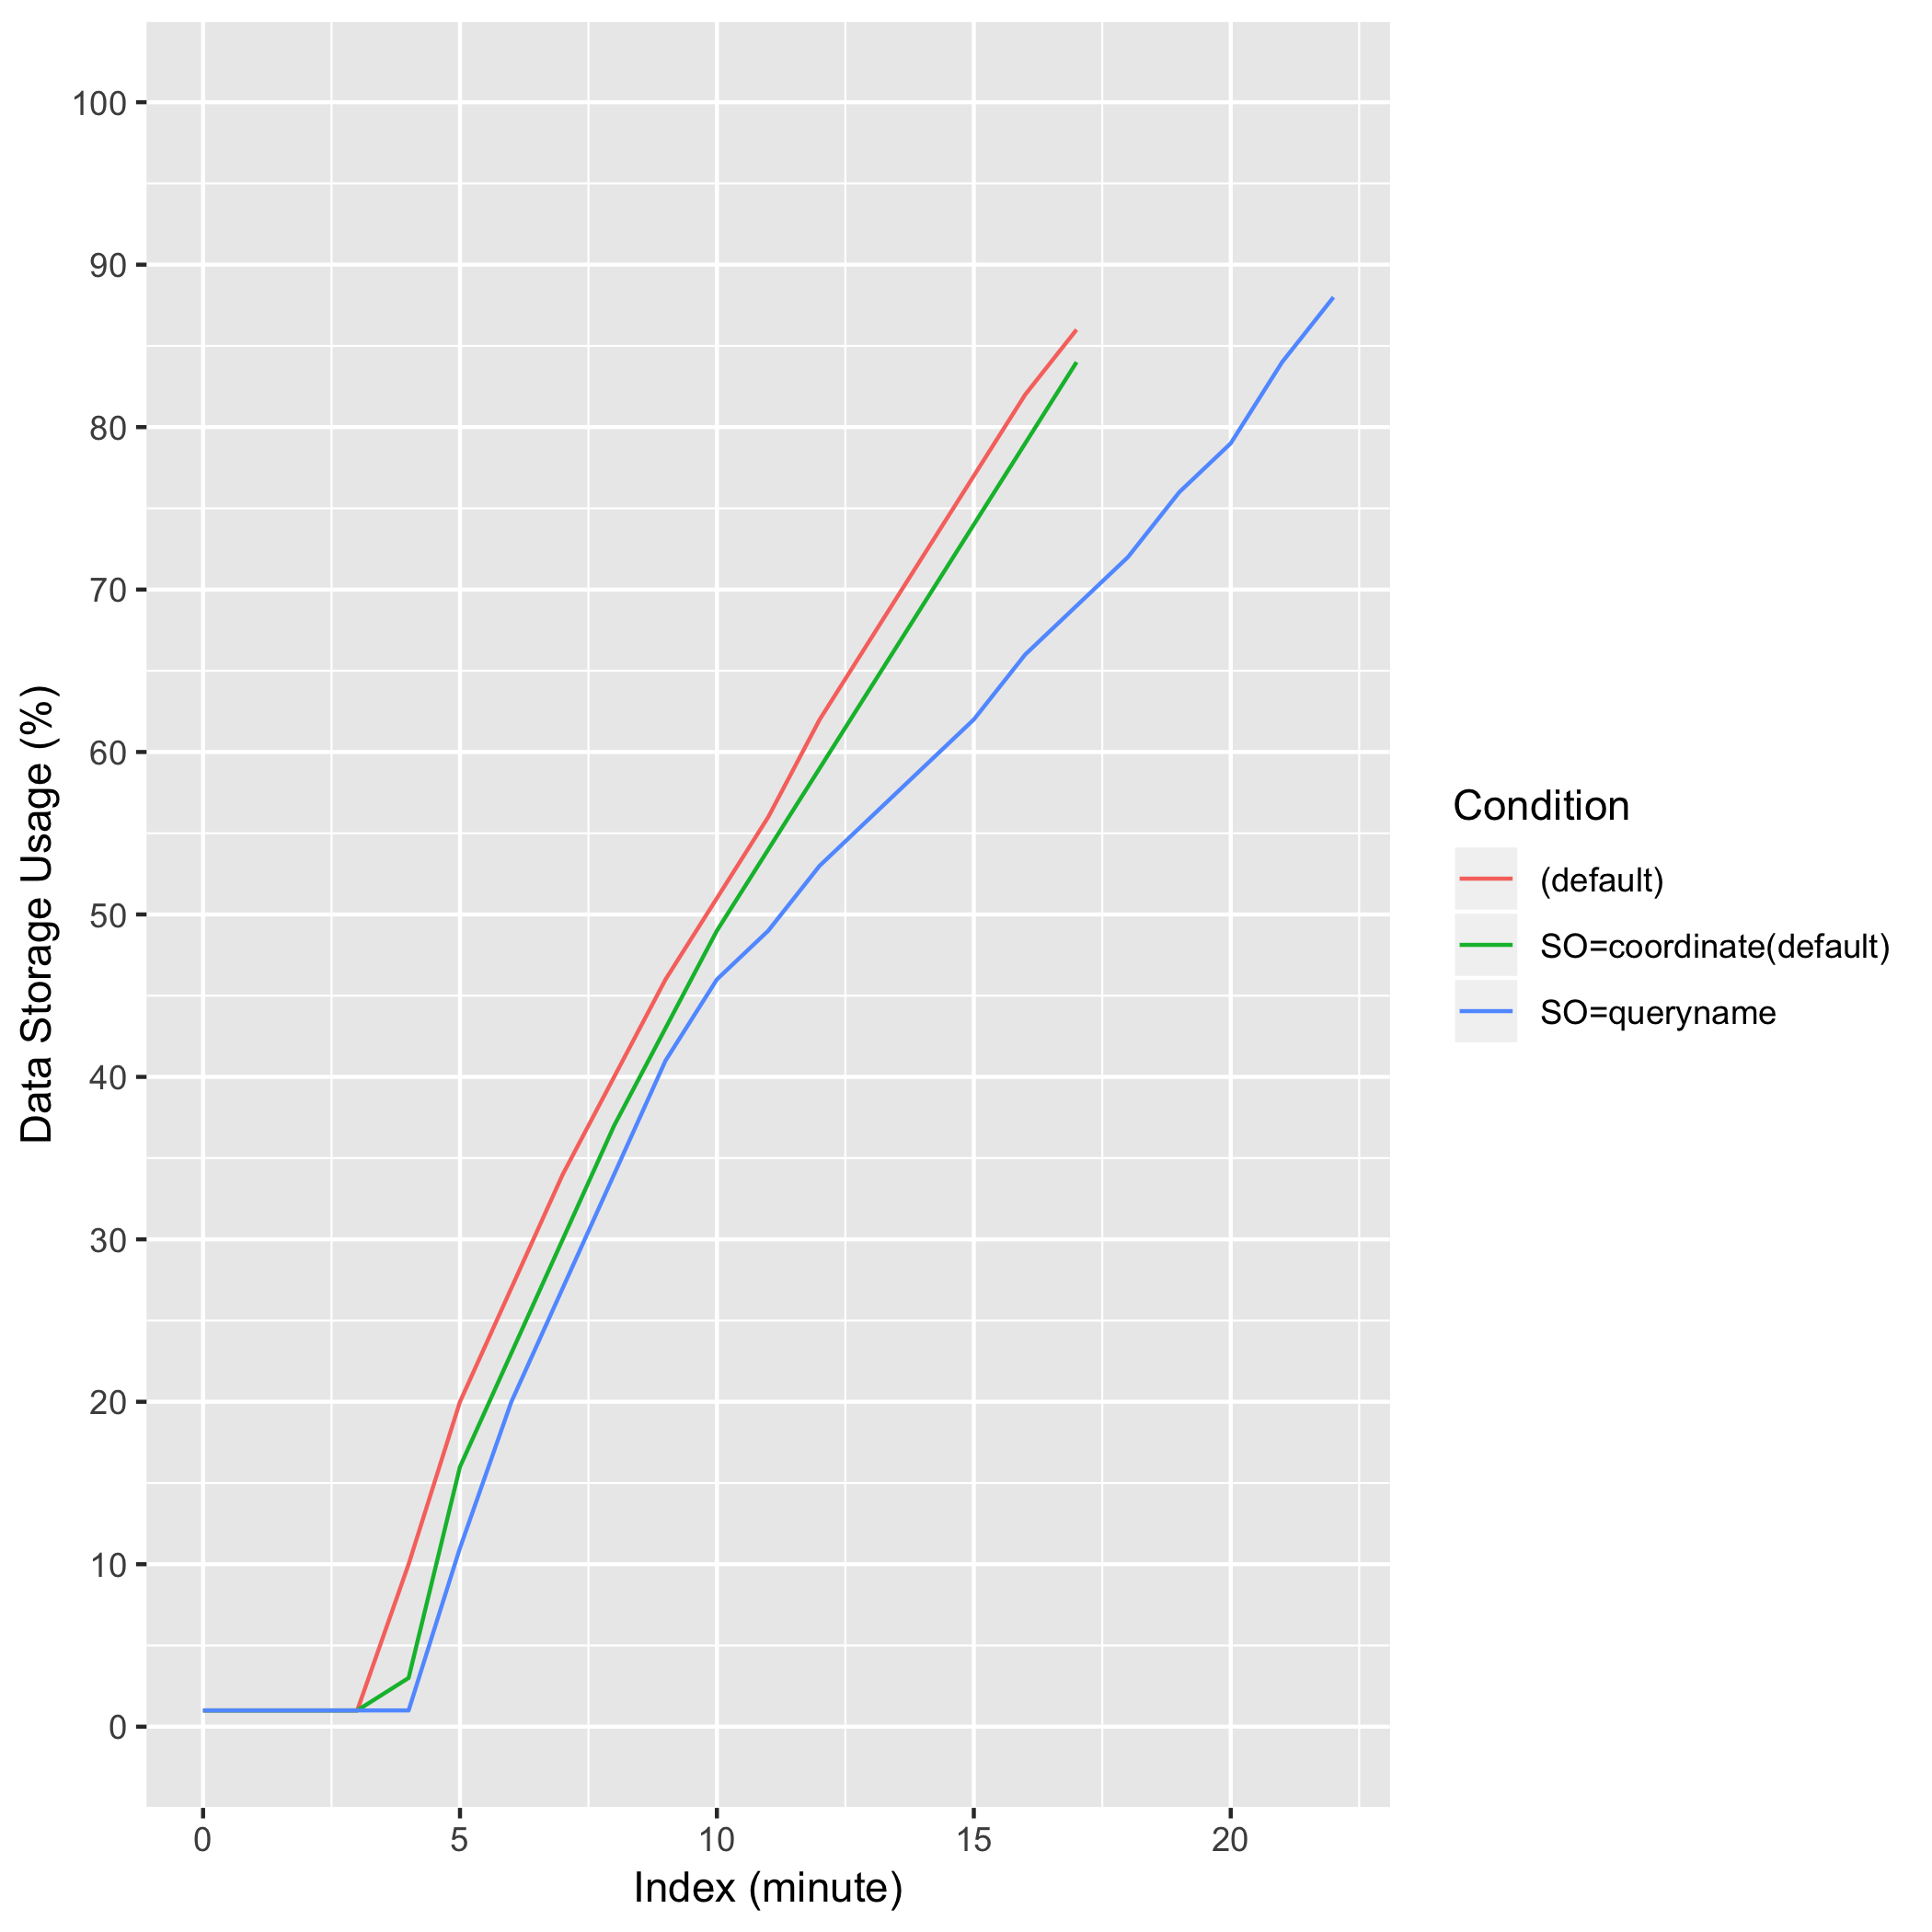 Data Storage Usage (%)
100
90
80
70
60
50
40
30
20
10
0
0 5 10 15 20
Index (minute)
Condition
(default)
SO=coordinate(default)
SO=queryname